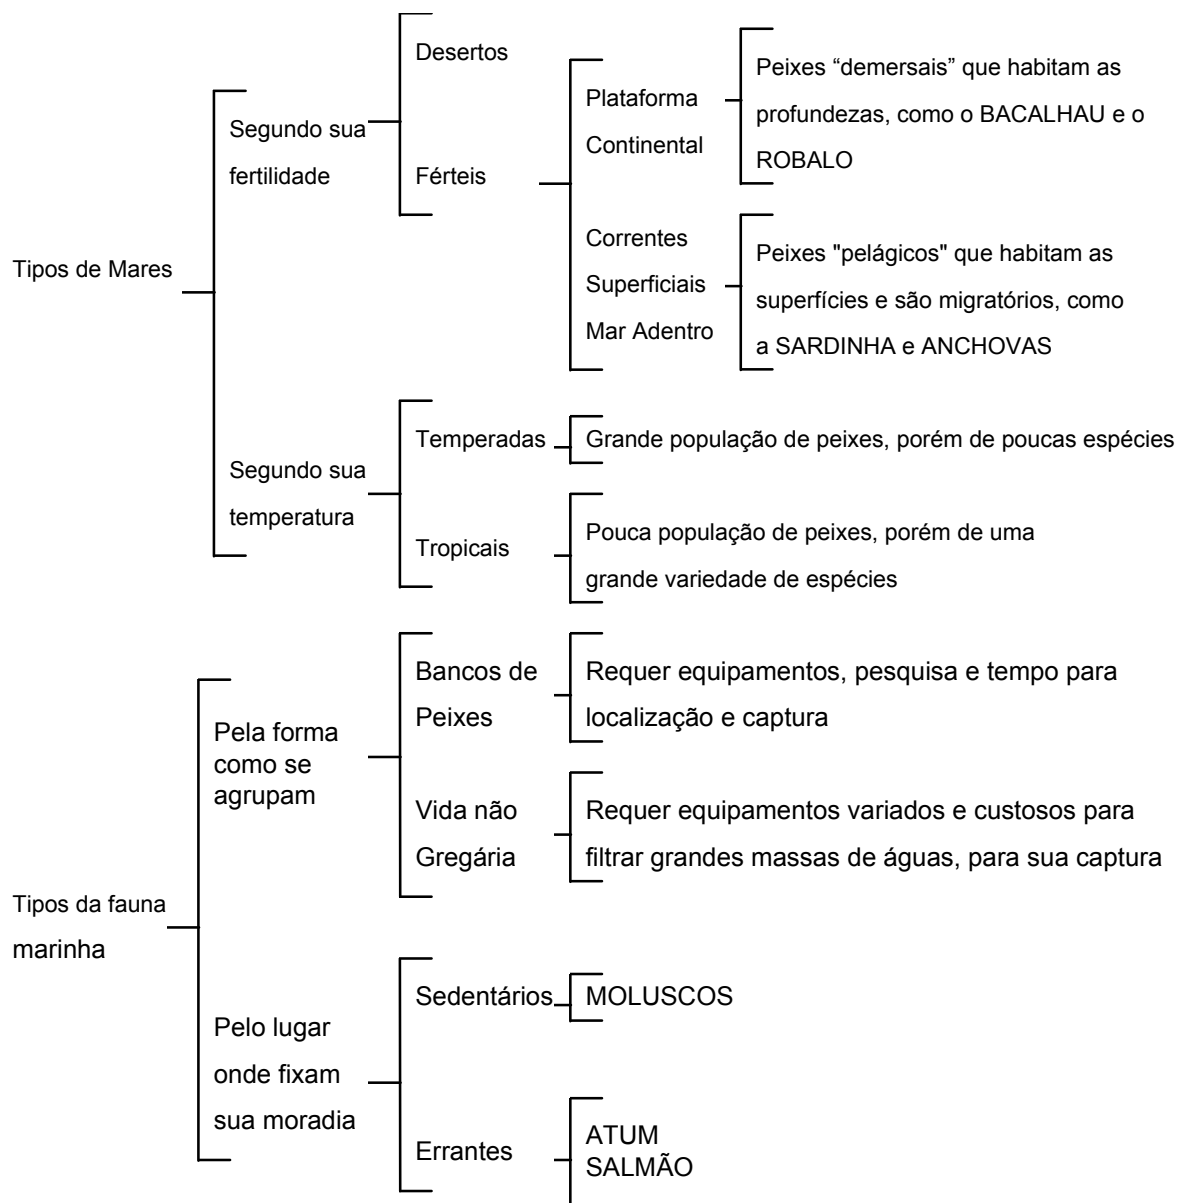 Tipos de Mares
Segundo sua
fertilidade
Desertos
Férteis
Plataforma
Continental
Peixes “demersais” que habitam as
profundezas, como o BACALHAU e o
ROBALO
Correntes
Superficiais
Mar Adentro
Peixes "pelágicos" que habitam as
superfícies e são migratórios, como
a SARDINHA e ANCHOVAS
Segundo sua
temperatura
Temperadas
Grande população de peixes, porém de poucas espécies
Tropicais
Pouca população de peixes, porém de uma
grande variedade de espécies
Tipos da fauna
marinha
Pela forma
como se
agrupam
Bancos de
Peixes
Requer equipamentos, pesquisa e tempo para
localização e captura
Vida não
Gregária
Requer equipamentos variados e custosos para
filtrar grandes massas de águas, para sua captura
Pelo lugar
onde fixam
sua moradia
Sedentários
MOLUSCOS
Errantes
ATUM
SALMÃO